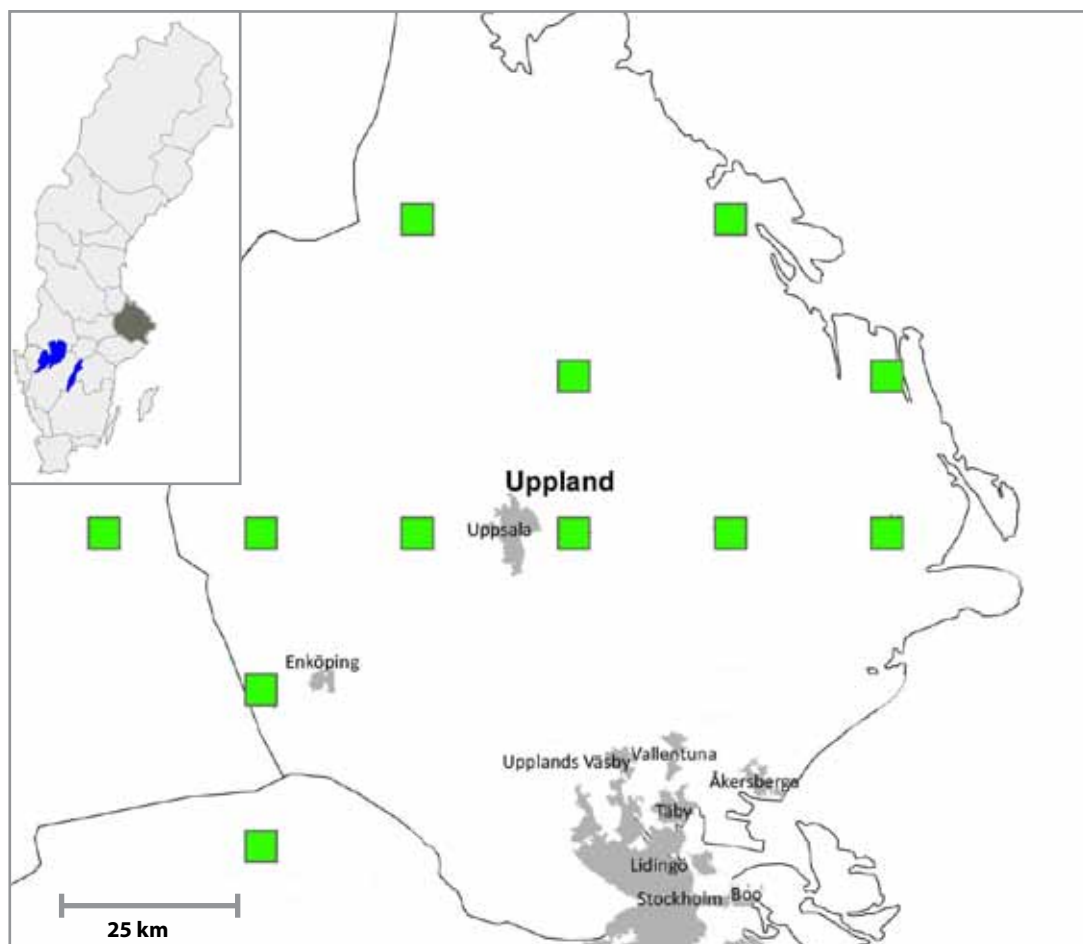 Uppland
Uppsala
Enköping
Upplands Väsby
Vallentuna
Åkersberga
Täby
Lidingö
Stockholm
Boo
25 km